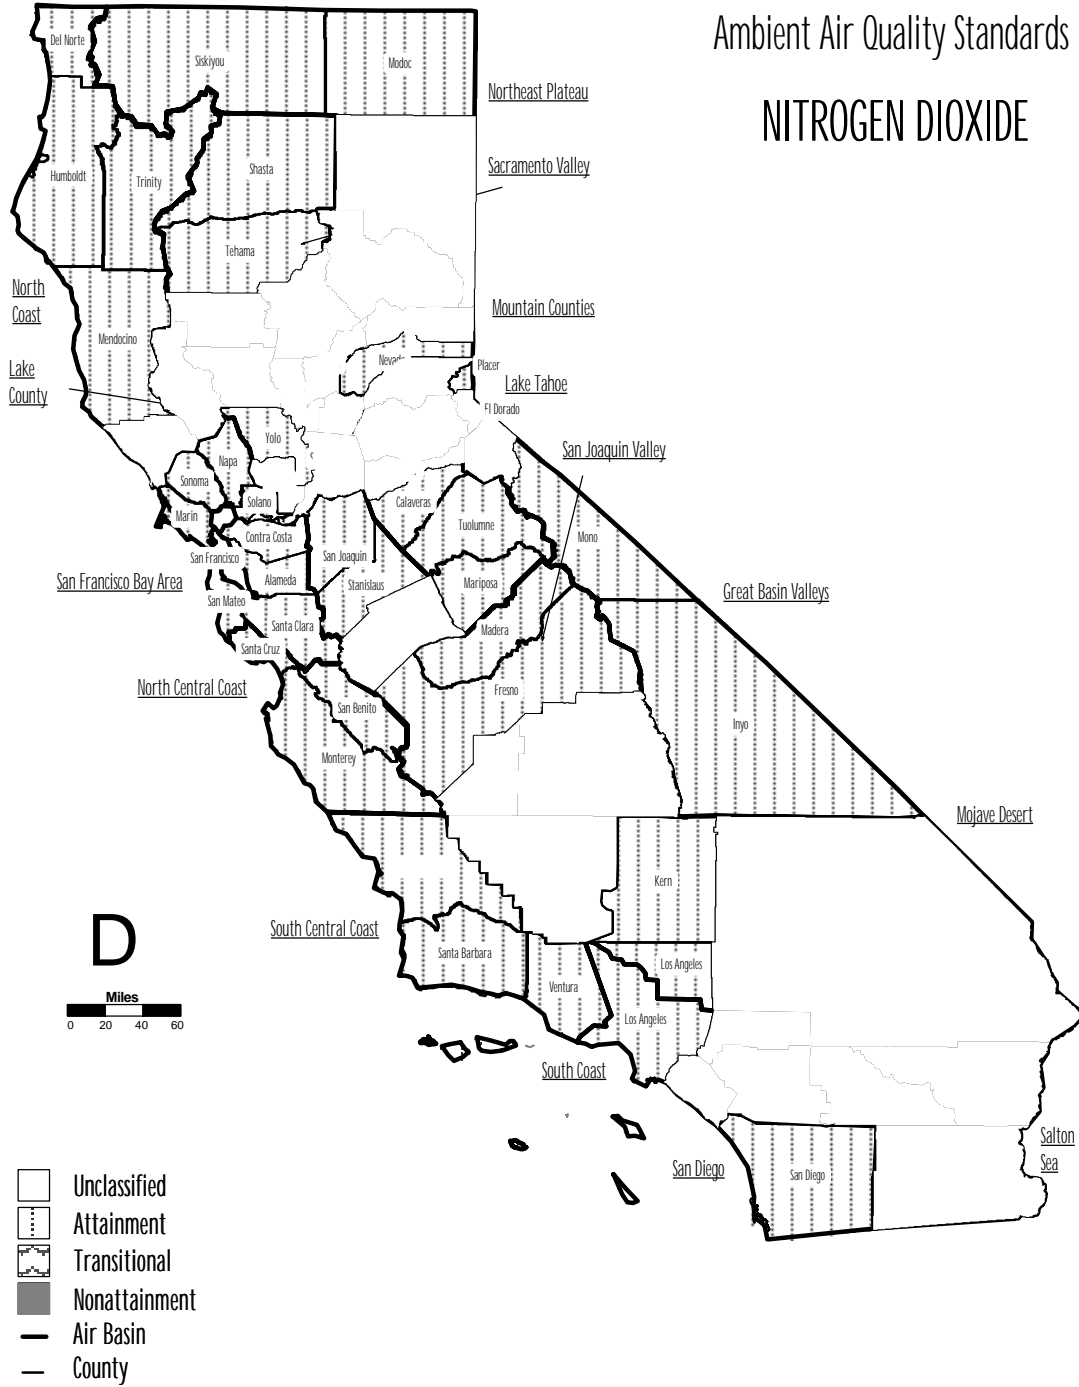 Ambient Air Quality Standards
NITROGEN DIOXIDE
Del Norte
Siskiyou
Modoc
Northeast Plateau
Humboldt
Trinity
Shasta
Sacramento Valley
Tehama
North
Coast
Mountain Counties
Mendocino
Lake
County
Nevada
Placer
Lake Tahoe
El Dorado
Yolo
San Joaquin Valley
Napa
Sonoma
Solano
Calaveras
Marin
Tuolumne
Contra Costa
Mono
San Francisco
San Joaquin
Alameda
Stanislaus
Mariposa
San Francisco Bay Area
Great Basin Valleys
San Mateo
Santa Clara
Madera
Santa Cruz
North Central Coast
San Benito
Fresno
Inyo
Monterey
Mojave Desert
Kern
South Central Coast
Santa Barbara
Los Angeles
D
Ventura
Los Angeles
Miles
0 20 40 60
South Coast
Salton
Sea
San Diego
San Diego
Unclassified
Attainment
Transitional
Nonattainment
Air Basin
County